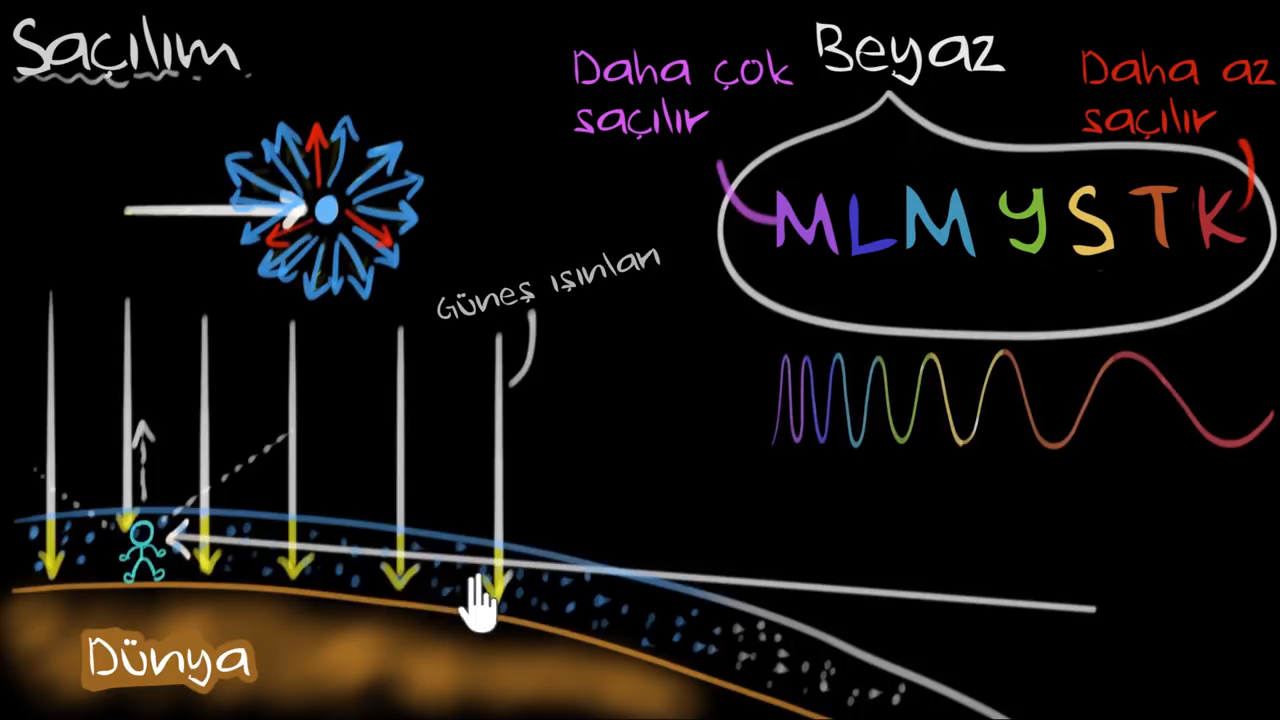 Saçılım
Beyaz
Daha çok
saçılır
Daha az
saçılır
MLMYSTK
Güneş ışınları
Dünya